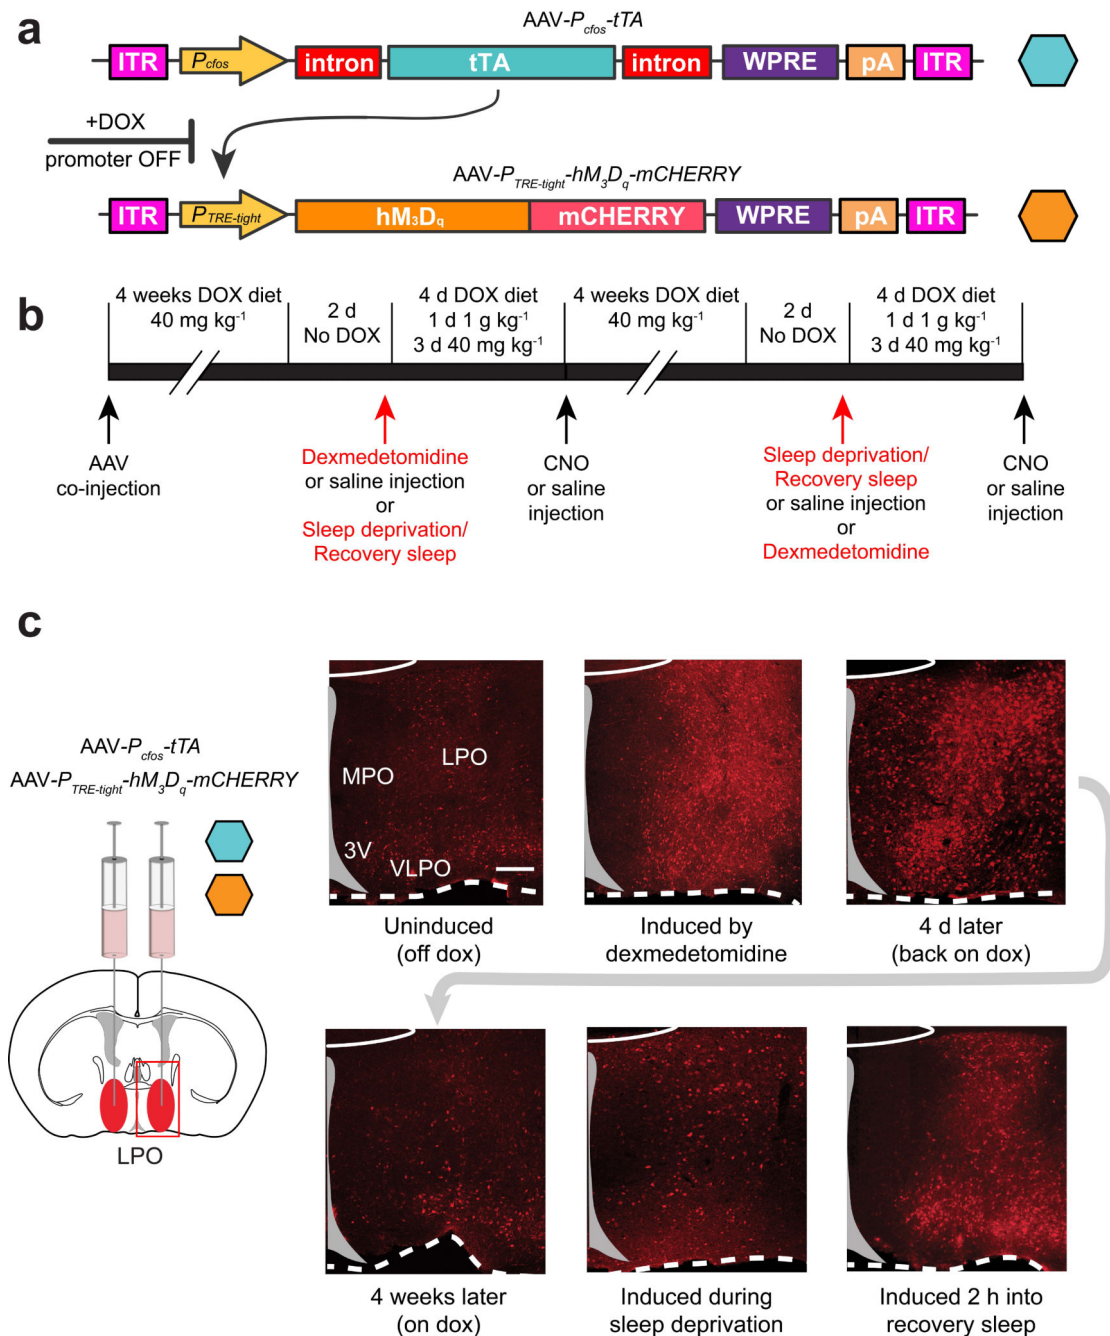 a
AAV-Pcfos-tTA
ITR Pcfos intron tTA intron WPRE pA ITR
+DOX
promoter OFF
AAV-PTRE-tight-hM3Dq-mCHERRY
ITR PTRE-tight hM3Dq mCHERRY WPRE pA ITR
b
4 weeks DOX diet
40 mg kg-1
2 d
No DOX
4 d DOX diet
1 d 1 g kg-1
3 d 40 mg kg-1
4 weeks DOX diet
40 mg kg-1
2 d
No DOX
4 d DOX diet
1 d 1 g kg-1
3 d 40 mg kg-1
AAV
co-injection
Dexmedetomidine
or saline injection
or
Sleep deprivation/
Recovery sleep
CNO
or saline
injection
Sleep deprivation/
Recovery sleep
or saline injection
or
Dexmedetomidine
CNO
or saline
injection
c
AAV-Pcfos-tTA
AAV-PTRE-tight-hM3Dq-mCHERRY
LPO
LPO
MPO
3V
VLPO
Uninduced
(off dox)
Induced by
dexmedetomidine
4 d later
(back on dox)
4 weeks later
(on dox)
Induced during
sleep deprivation
Induced 2 h into
recovery sleep